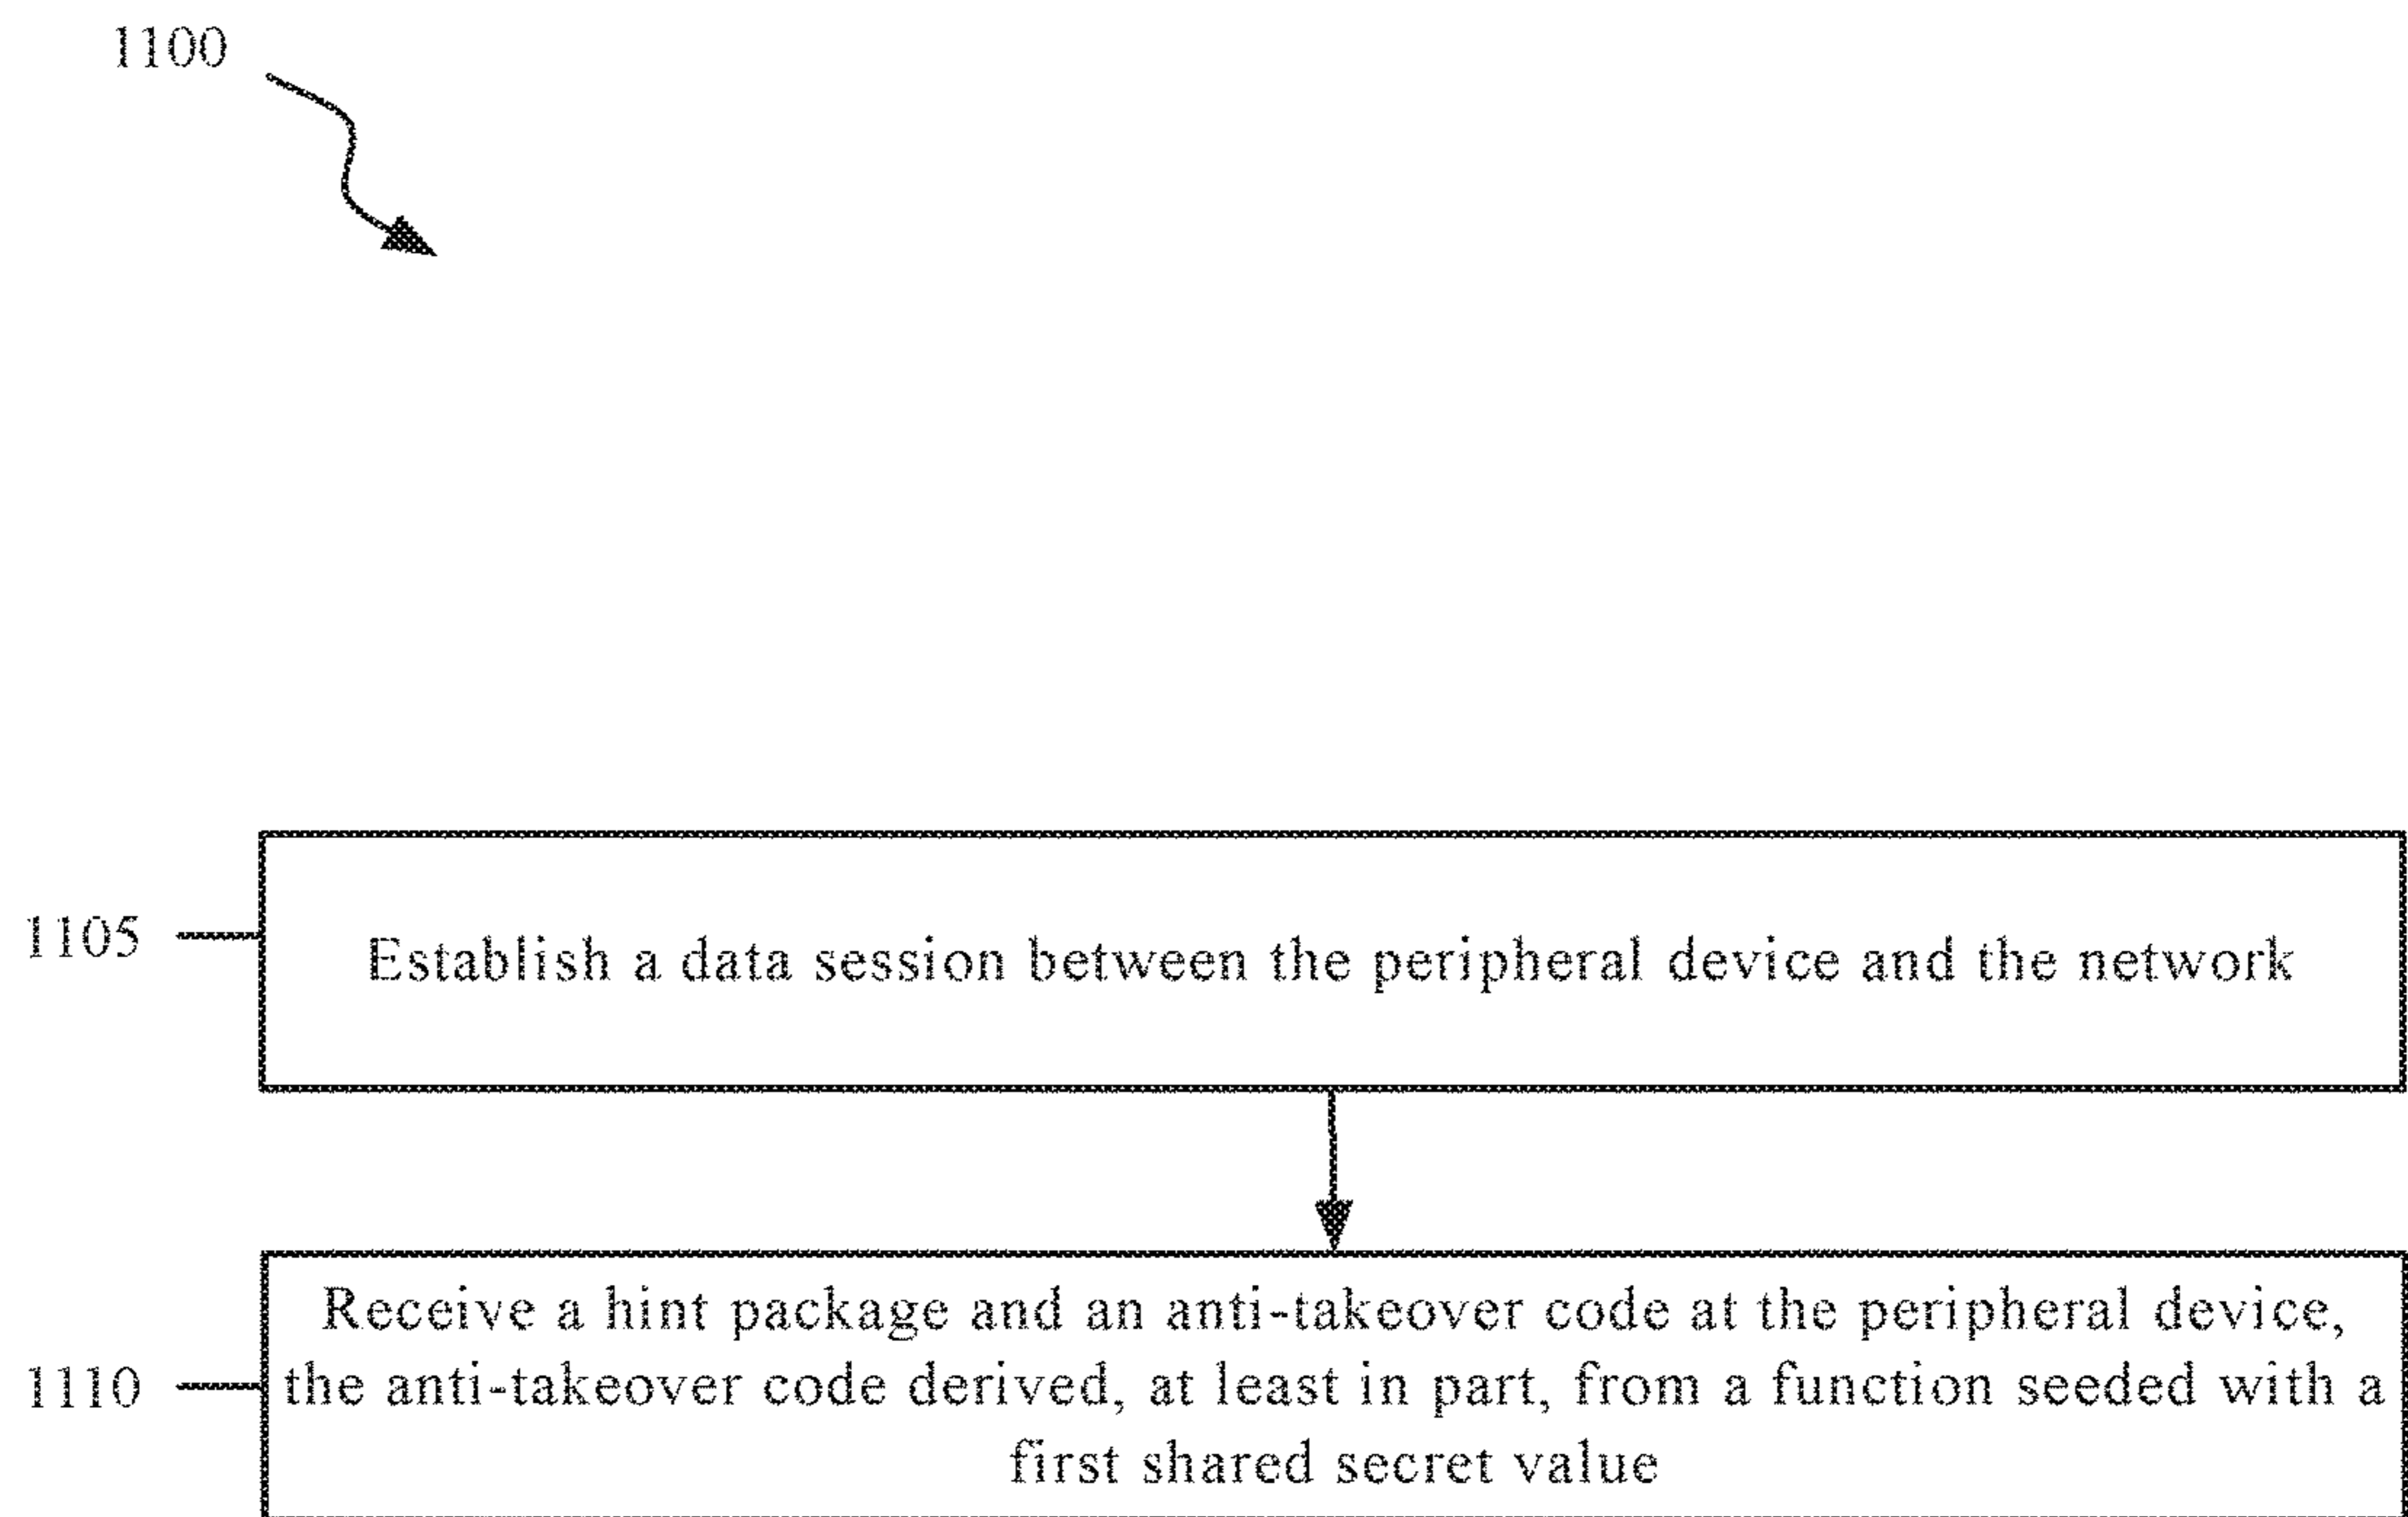 1100
1105
Establish a data session between the peripheral device and the network
Receive a hint package and an anti-takeover code at the peripheral device,
1110
the anti-takeover code derived, at least in part, from a function seeded with a
first shared secret value